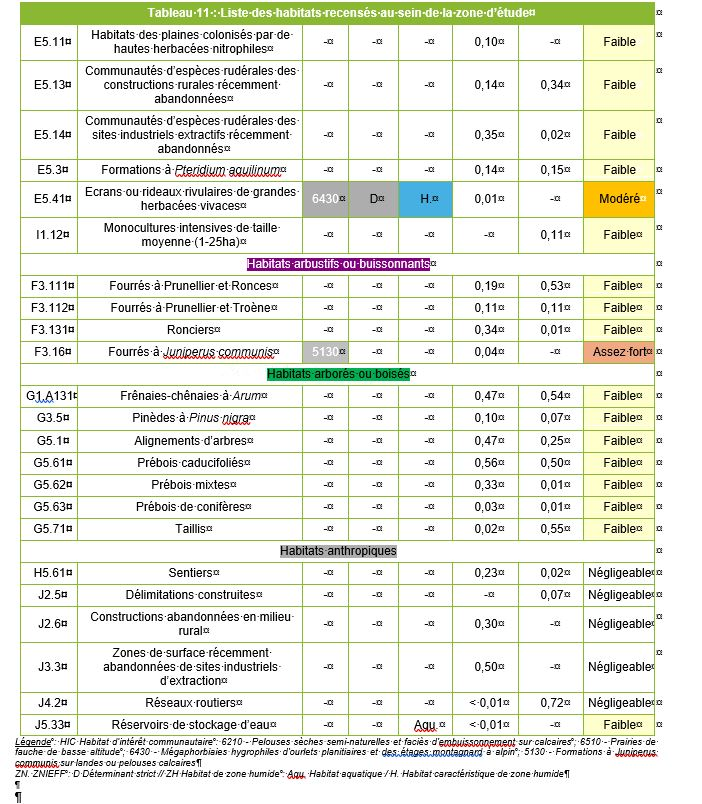 Tableau·11·:·Liste·des·habitats·recensés·au·sein·de·la·zone·d'étude¤
E5.11¤ Habitats·des·plaines·colonisés·par·de· -¤ -¤ -¤ 0,10¤ -¤ Faible
hautes·herbacées·nitrophiles¤
E5.13¤ Communautés·d'espèces·rudérales·des· -¤ -¤ -¤ 0,14¤ 0,34¤ Faible
constructions·rurales·récemment·
abandonnées¤
E5.14¤ Communautés·d'espèces·rudérales·des· -¤ -¤ -¤ 0,35¤ 0,02¤ Faible
sites·industriels·extractifs·récemment·
abandonnés¤
E5.3¤ Formations·à·Pteridium·aquilinum¤ -¤ -¤ -¤ 0,14¤ 0,15¤ Faible
E5.41¤ Ecrans·ou·rideaux·rivulaires·de·grandes· 6430¤ D¤ H.¤ 0,01¤ -¤ Modéré¤
herbacées·vivaces¤
I1.12¤ Monocultures·intensives·de·taille· -¤ -¤ -¤ -¤ 0,11¤ Faible¤
moyenne·(1-25ha)¤
Habitats·arbustifs·ou·buissonnants¤
F3.111¤ Fourrés·à·Prunellier·et·Ronces¤ -¤ -¤ -¤ 0,19¤ 0,53¤ Faible¤
F3.112¤ Fourrés·à·Prunellier·et·Troène¤ -¤ -¤ -¤ 0,11¤ 0,11¤ Faible¤
F3.131¤ Ronciers¤ -¤ -¤ -¤ 0,34¤ 0,01¤ Faible¤
F3.16¤ Fourrés·à·Juniperus·communis¤ 5130¤ -¤ -¤ 0,04¤ -¤ Assez·fort¤
Habitats·arborés·ou·boisés¤
G1.A131¤ Frênaies-chênaies·à·Arum¤ -¤ -¤ -¤ 0,47¤ 0,54¤ Faible¤
G3.5¤ Pinèdes·à·Pinus·nigra¤ -¤ -¤ -¤ 0,10¤ 0,07¤ Faible¤
G5.1¤ Alignements·d'arbres¤ -¤ -¤ -¤ 0,47¤ 0,25¤ Faible¤
G5.61¤ Prébois·caducifoliés¤ -¤ -¤ -¤ 0,56¤ 0,50¤ Faible¤
G5.62¤ Prébois·mixtes¤ -¤ -¤ -¤ 0,33¤ 0,01¤ Faible¤
G5.63¤ Prébois·de·conifères¤ -¤ -¤ -¤ 0,03¤ 0,01¤ Faible¤
G5.71¤ Taillis¤ -¤ -¤ -¤ 0,02¤ 0,55¤ Faible¤
Habitats·anthropiques
H5.61¤ Sentiers¤ -¤ -¤ -¤ 0,23¤ 0,02¤ Négligeable¤
J2.5¤ Délimitations·construites¤ -¤ -¤ -¤ -¤ 0,07¤ Négligeable¤
J2.6¤ Constructions·abandonnées·en·milieu· -¤ -¤ -¤ 0,30¤ -¤ Négligeable¤
rural¤
J3.3¤ Zones·de·surface·récemment· -¤ -¤ -¤ 0,50¤ -¤ Négligeable¤
abandonnées·de·sites·industriels·
d'extraction¤
J4.2¤ Réseaux·routiers¤ -¤ -¤ -¤ <·0,01¤ 0,72¤ Négligeable¤
J5.33¤ Réservoirs·de·stockage·d'eau¤ -¤ -¤ Aqu.¤ <·0,01¤ -¤ Faible¤
Légende°:·HIC·Habitat·d'intérêt·communautaire°:·6210·-·Pelouses·sèches·semi-naturelles·et·faciès·d'embuissonnement·sur·calcaires°;·6510·-·Prairies·de·
fauche·de·basse·altitude°;·6430·-·Mégaphorbiaies·hygrophiles·d'ourlets·planitiaires·et·des·étages·montagnard·à·alpin°;·5130·-·Formations·à·Juniperus·
communis·sur·landes·ou·pelouses·calcaires¶
ZN.·ZNIEFF°:·D·Déterminant·strict·//·ZH·Habitat·de·zone·humide°:·Aqu.·Habitat·aquatique·/·H.·Habitat·caractéristique·de·zone·humide¶
¶
¶